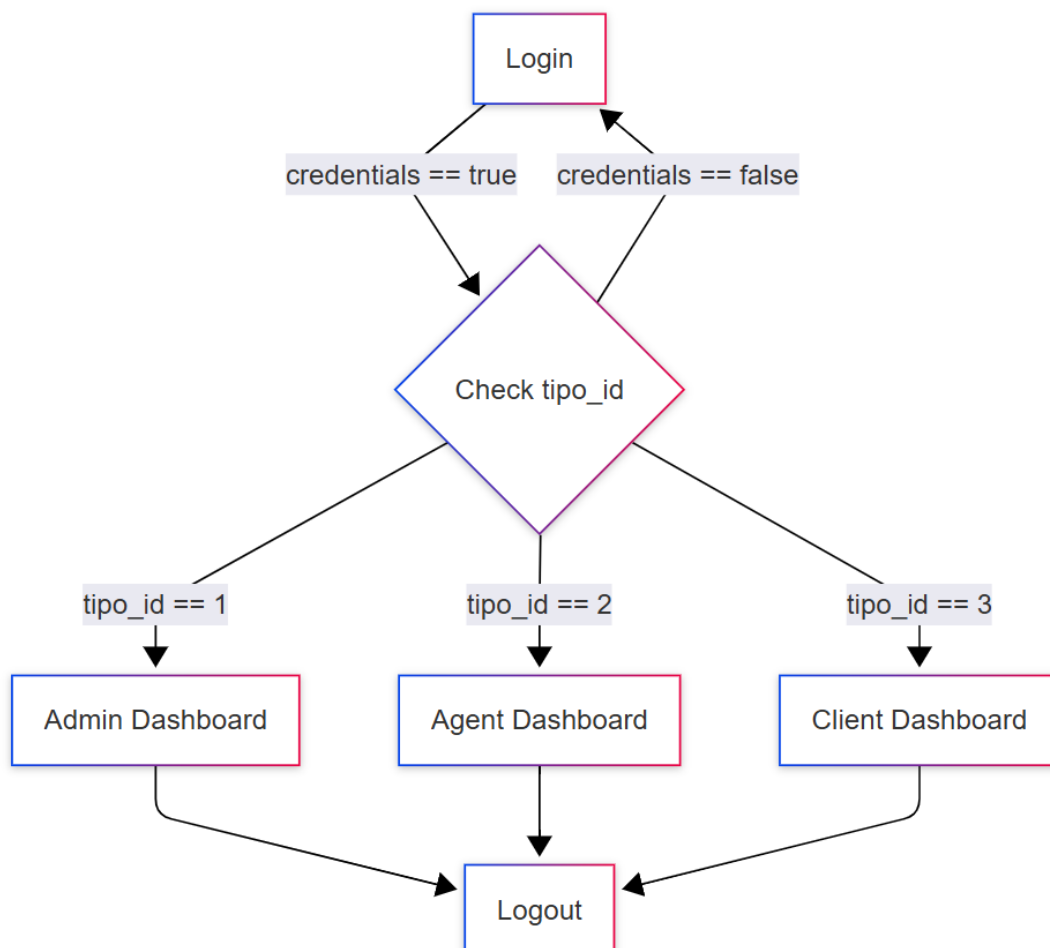 Login
credentials == true
credentials == false
Check tipo_id
tipo_id == 1
tipo_id == 2
tipo_id == 3
Admin Dashboard
Agent Dashboard
Client Dashboard
Logout